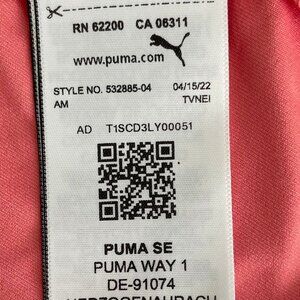 RN 62200 CA 06311
www.puma.com
STYLE NO. 532885-04 04/15/22
AM TVNEI
AD T1SCD3LY00051
PUMA SE
PUMA WAY 1
DE-91074
HERZOGENAURACH